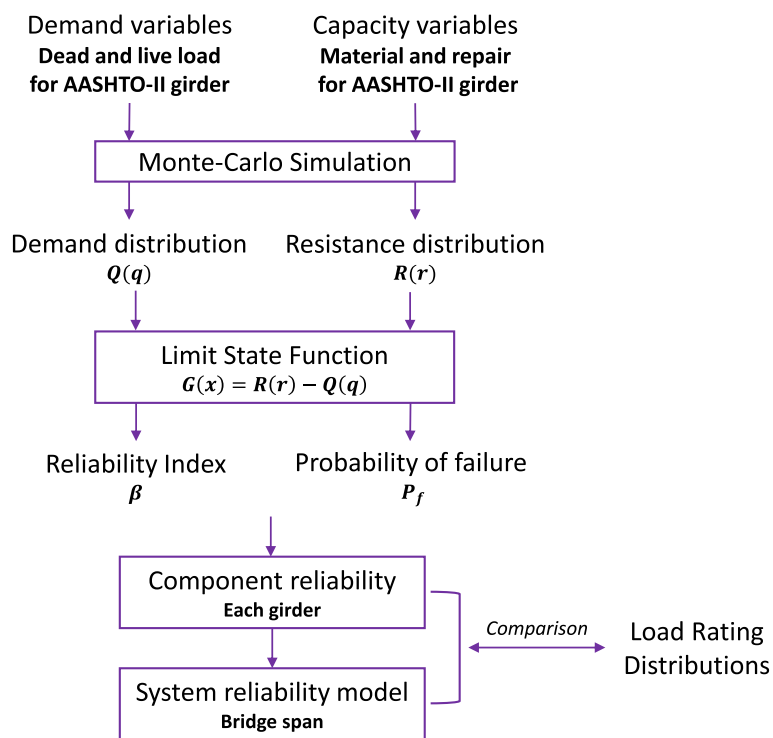 Demand variables
Dead and live load
for AASHTO-II girder
Capacity variables
Material and repair
for AASHTO-II girder
Monte-Carlo Simulation
Demand distribution
Q(q)
Resistance distribution
R(r)
Limit State Function
G(x) = R(r) − Q(q)
Reliability Index
β
Probability of failure
P_f
Component reliability
Each girder
System reliability model
Bridge span
Comparison
Load Rating
Distributions